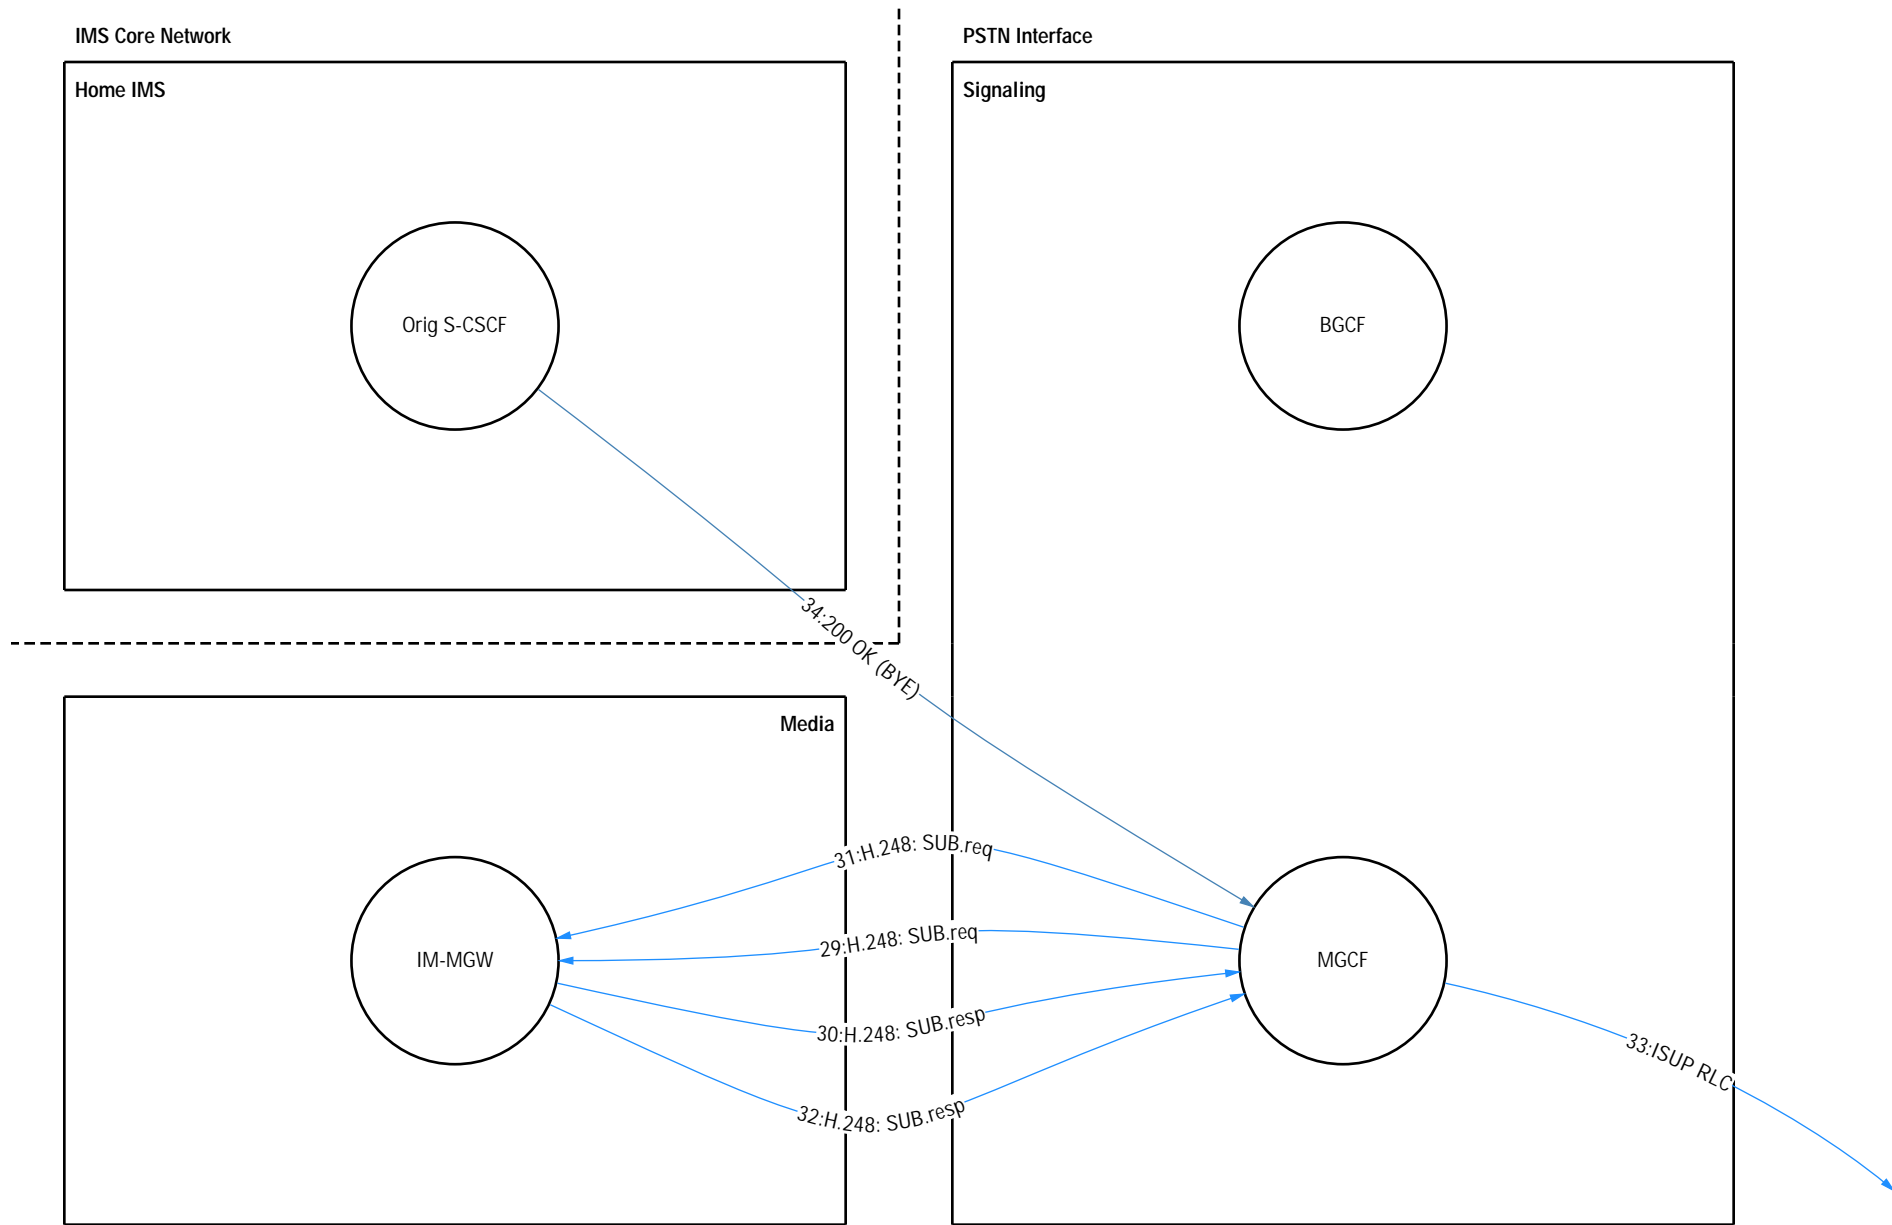 IMS Core Network
PSTN Interface
Home IMS
Signaling
Orig S-CSCF
BGCF
34:200 OK (BYE)
Media
31:H.248: SUB.req
29:H.248: SUB.req
IM-MGW
MGCF
30:H.248: SUB.resp
33:ISUP RLC
32:H.248: SUB.resp